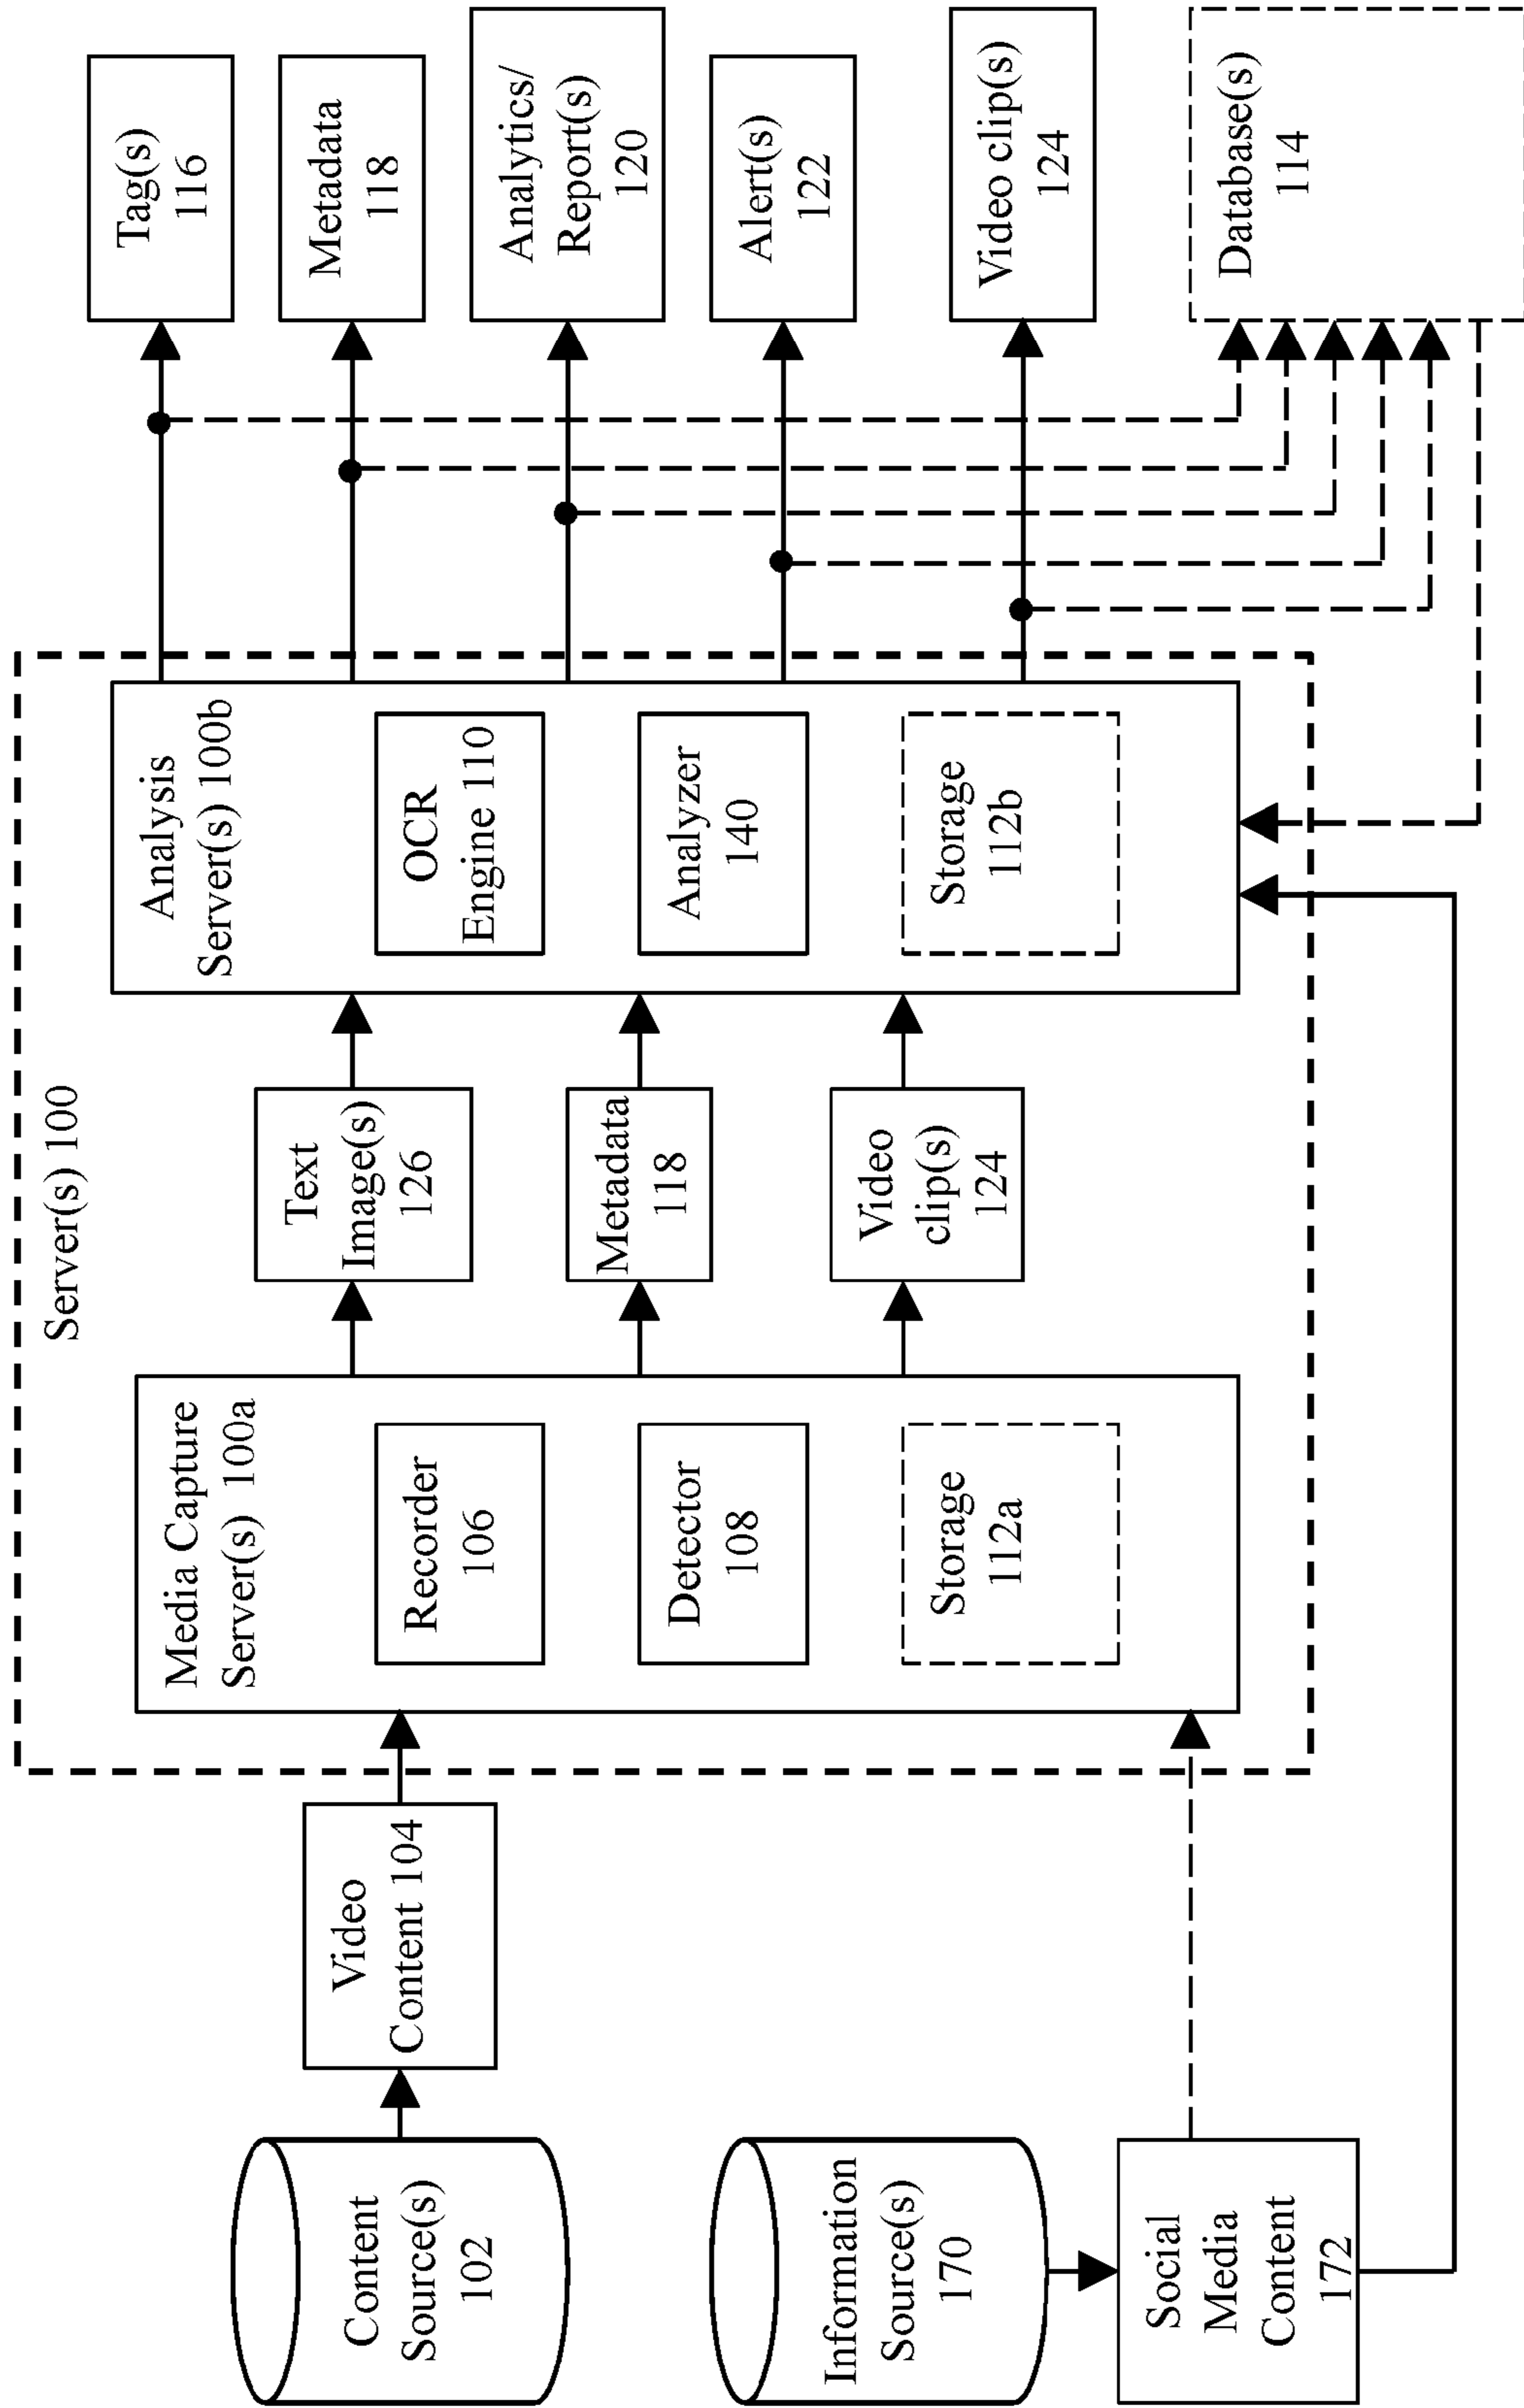 Server(s) 100
Content
Source(s)
102
Video
Content 104
Information
Source(s)
170
Social
Media
Content
172
Media Capture
Server(s) 100a
Recorder
106
Detector
108
Storage
112a
Text
Image(s)
126
Metadata
118
Video
clip(s)
124
Analysis
Server(s) 100b
OCR
Engine 110
Analyzer
140
Storage
112b
Tag(s)
116
Metadata
118
Analytics/
Report(s)
120
Alert(s)
122
Video clip(s)
124
Database(s)
114